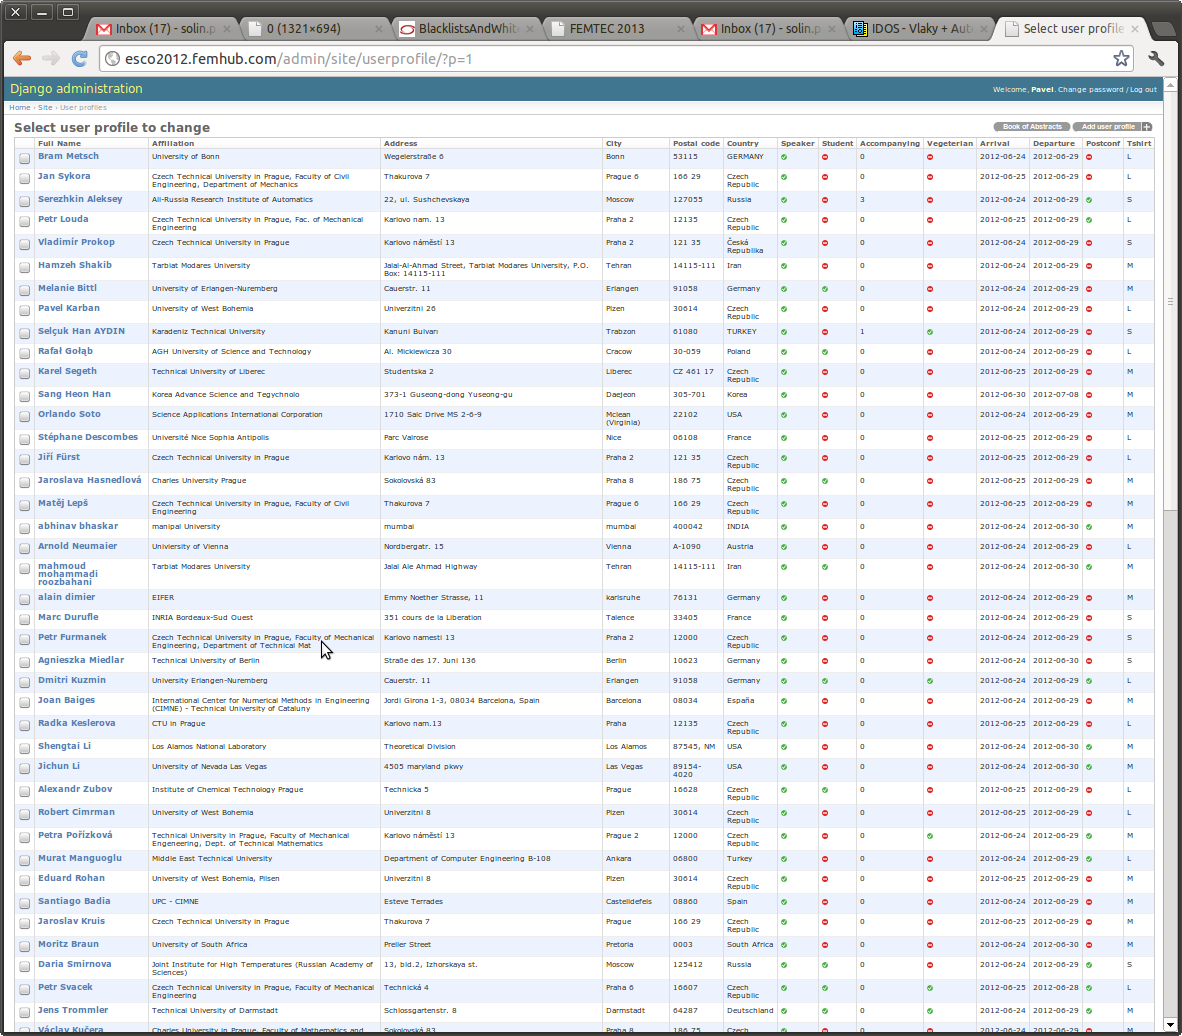 Inbox (17) - solin.p
0 (1321×694)
BlacklistsAndWhit
FEMTEC 2013
Inbox (17) - solin.p
IDOS - Vlaky + Aut
Select user profile
esco2012.femhub.com/admin/site/userprofile/?p=1
Django administration
Welcome, Pavel. Change password / Log out
Home › Site › User profiles
Select user profile to change
Book of Abstracts
Add user profile
Full Name Affiliation Address City Postal code Country Speaker Student Accompanying Vegeterian Arrival Departure Postconf Tshirt
Bram Metsch University of Bonn Wegelerstraße 6 Bonn 53115 GERMANY 0 2012-06-24 2012-06-29 L
Jan Sykora Czech Technical University in Prague, Faculty of Civil Thakurova 7 Prague 6 166 29 Czech 0 2012-06-25 2012-06-29 L
Engineering, Department of Mechanics Republic
Serezhkin Aleksey All-Russia Research Institute of Automatics 22, ul. Sushchevskaya Moscow 127055 Russia 3 2012-06-24 2012-06-29 S
Petr Louda Czech Technical University in Prague, Fac. of Mechanical Karlovo nam. 13 Praha 2 12135 Czech 0 2012-06-25 2012-06-29 L
Engineering Republic
Vladimír Prokop Czech Technical University in Prague Karlovo náměstí 13 Praha 2 121 35 Česká 0 2012-06-24 2012-06-29 S
Republika
Hamzeh Shakib Tarbiat Modares University Jalal-Al-Ahmad Street, Tarbiat Modares University, P.O. Tehran 14115-111 Iran 0 2012-06-24 2012-06-29 M
Box: 14115-111
Melanie Bittl University of Erlangen-Nuremberg Cauerstr. 11 Erlangen 91058 Germany 0 2012-06-24 2012-06-29 M
Pavel Karban University of West Bohemia Univerzitni 26 Plzen 30614 Czech 0 2012-06-24 2012-06-29 M
Republic
Selçuk Han AYDIN Karadeniz Technical University Kanuni Bulvarı Trabzon 61080 TURKEY 1 2012-06-24 2012-06-29 S
Rafał Gołąb AGH University of Science and Technology Al. Mickiewicza 30 Cracow 30-059 Poland 0 2012-06-24 2012-06-29 L
Karel Segeth Technical University of Liberec Studentska 2 Liberec CZ 461 17 Czech 0 2012-06-25 2012-06-29 M
Republic
Sang Heon Han Korea Advance Science and Tegychnolo 373-1 Guseong-dong Yuseong-gu Daejeon 305-701 Korea 0 2012-06-30 2012-07-08 M
Orlando Soto Science Applications International Corporation 1710 Saic Drive MS 2-6-9 Mclean 22102 USA 0 2012-06-24 2012-06-29 M
(Virginia)
Stéphane Descombes Université Nice Sophia Antipolis Parc Valrose Nice 06108 France 0 2012-06-25 2012-06-29 L
Jiří Fürst Czech Technical University in Prague Karlovo nám. 13 Praha 2 121 35 Czech 0 2012-06-25 2012-06-29 L
Republic
Jaroslava Hasnedlová Charles University Prague Sokolovská 83 Praha 8 186 75 Czech 0 2012-06-25 2012-06-29 M
Republic
Matěj Lepš Czech Technical University in Prague, Faculty of Civil Thakurova 7 Prague 6 166 29 Czech 0 2012-06-25 2012-06-29 M
Engineering Republic
abhinav bhaskar manipal University mumbai mumbai 400042 INDIA 0 2012-06-24 2012-06-30 M
Arnold Neumaier Univiersity of Vienna Nordbergatr. 15 Vienna A-1090 Austria 0 2012-06-24 2012-06-29 L
mahmoud Tarbiat Modares University Jalal Ale Ahmad Highway Tehran 14115-111 Iran 0 2012-06-24 2012-06-30 M
mohammadi
roozbahani
alain dimier EIFER Emmy Noether Strasse, 11 karlsruhe 76131 Germany 0 2012-06-24 2012-06-29 M
Marc Durufle INRIA Bordeaux-Sud Ouest 351 cours de la Liberation Talence 33405 France 0 2012-06-24 2012-06-29 S
Petr Furmanek Czech Technical University in Prague, Faculty of Mechanical Karlovo namesti 13 Praha 2 12000 Czech 0 2012-06-24 2012-06-29 S
Engineering, Department of Technical Mat Republic
Agnieszka Miedlar Technical University of Berlin Straße des 17. Juni 136 Berlin 10623 Germany 0 2012-06-24 2012-06-30 S
Dmitri Kuzmin University Erlangen-Nuremberg Cauerstr. 11 Erlangen 91058 Germany 0 2012-06-24 2012-06-29 L
Joan Baiges International Center for Numerical Methods in Engineering Jordi Girona 1-3, 08034 Barcelona, Spain Barcelona 08034 España 0 2012-06-24 2012-06-29 M
(CIMNE) - Technical University of Cataluny
Radka Keslerova CTU in Prague Karlovo nam.13 Praha 12135 Czech 0 2012-06-25 2012-06-29 L
Republic
Shengtai Li Los Alamos National Laboratory Theoretical Division Los Alamos 87545, NM USA 0 2012-06-24 2012-06-30 M
Jichun Li University of Nevada Las Vegas 4505 maryland pkwy Las Vegas 89154- USA 0 2012-06-24 2012-06-30 M
4020
Alexandr Zubov Institute of Chemical Technology Prague Technicka 5 Prague 16628 Czech 0 2012-06-25 2012-06-29 L
Republic
Robert Cimrman University of West Bohemia Univerzitni 8 Plzen 30614 Czech 0 2012-06-25 2012-06-29 L
Republic
Petra Pořízková Technical University in Prague, Faculty of Mechanical Karlovo náměstí 13 Prague 2 12000 Czech 0 2012-06-24 2012-06-29 M
Engeneering, Dept. of Technical Mathematics Republic
Murat Manguoglu Middle East Technical University Department of Computer Engineering B-108 Ankara 06800 Turkey 0 2012-06-24 2012-06-29 L
Eduard Rohan University of West Bohemia, Pilsen Univerzitni 8 Plzen 30614 Czech 0 2012-06-25 2012-06-29 M
Republic
Santiago Badia UPC - CIMNE Esteve Terrades Castelldefels 08860 Spain 0 2012-06-24 2012-06-29 M
Jaroslav Kruis Czech Technical University in Prague Thakurova 7 Prague 166 29 Czech 0 2012-06-25 2012-06-29 M
Republic
Moritz Braun University of South Africa Preller Street Pretoria 0003 South Africa 0 2012-06-24 2012-06-30 M
Daria Smirnova Joint Institute for High Temperatures (Russian Academy of 13, bld.2, Izhorskaya st. Moscow 125412 Russia 0 2012-06-24 2012-06-29 S
Sciences)
Petr Svacek Czech Technical University in Prague, Faculty of Mechanical Technická 4 Praha 6 16607 Czech 0 2012-06-25 2012-06-28 L
Engineering Republic
Jens Trommler Technical University of Darmstadt Schlossgartenstr. 8 Darmstadt 64287 Deutschland 0 2012-06-24 2012-06-29 M
Václav Kučera Charles University in Prague, Faculty of Mathematics and Sokolovská 83 Praha 8 186 75 Czech 0 2012-06-25 2012-06-29 M